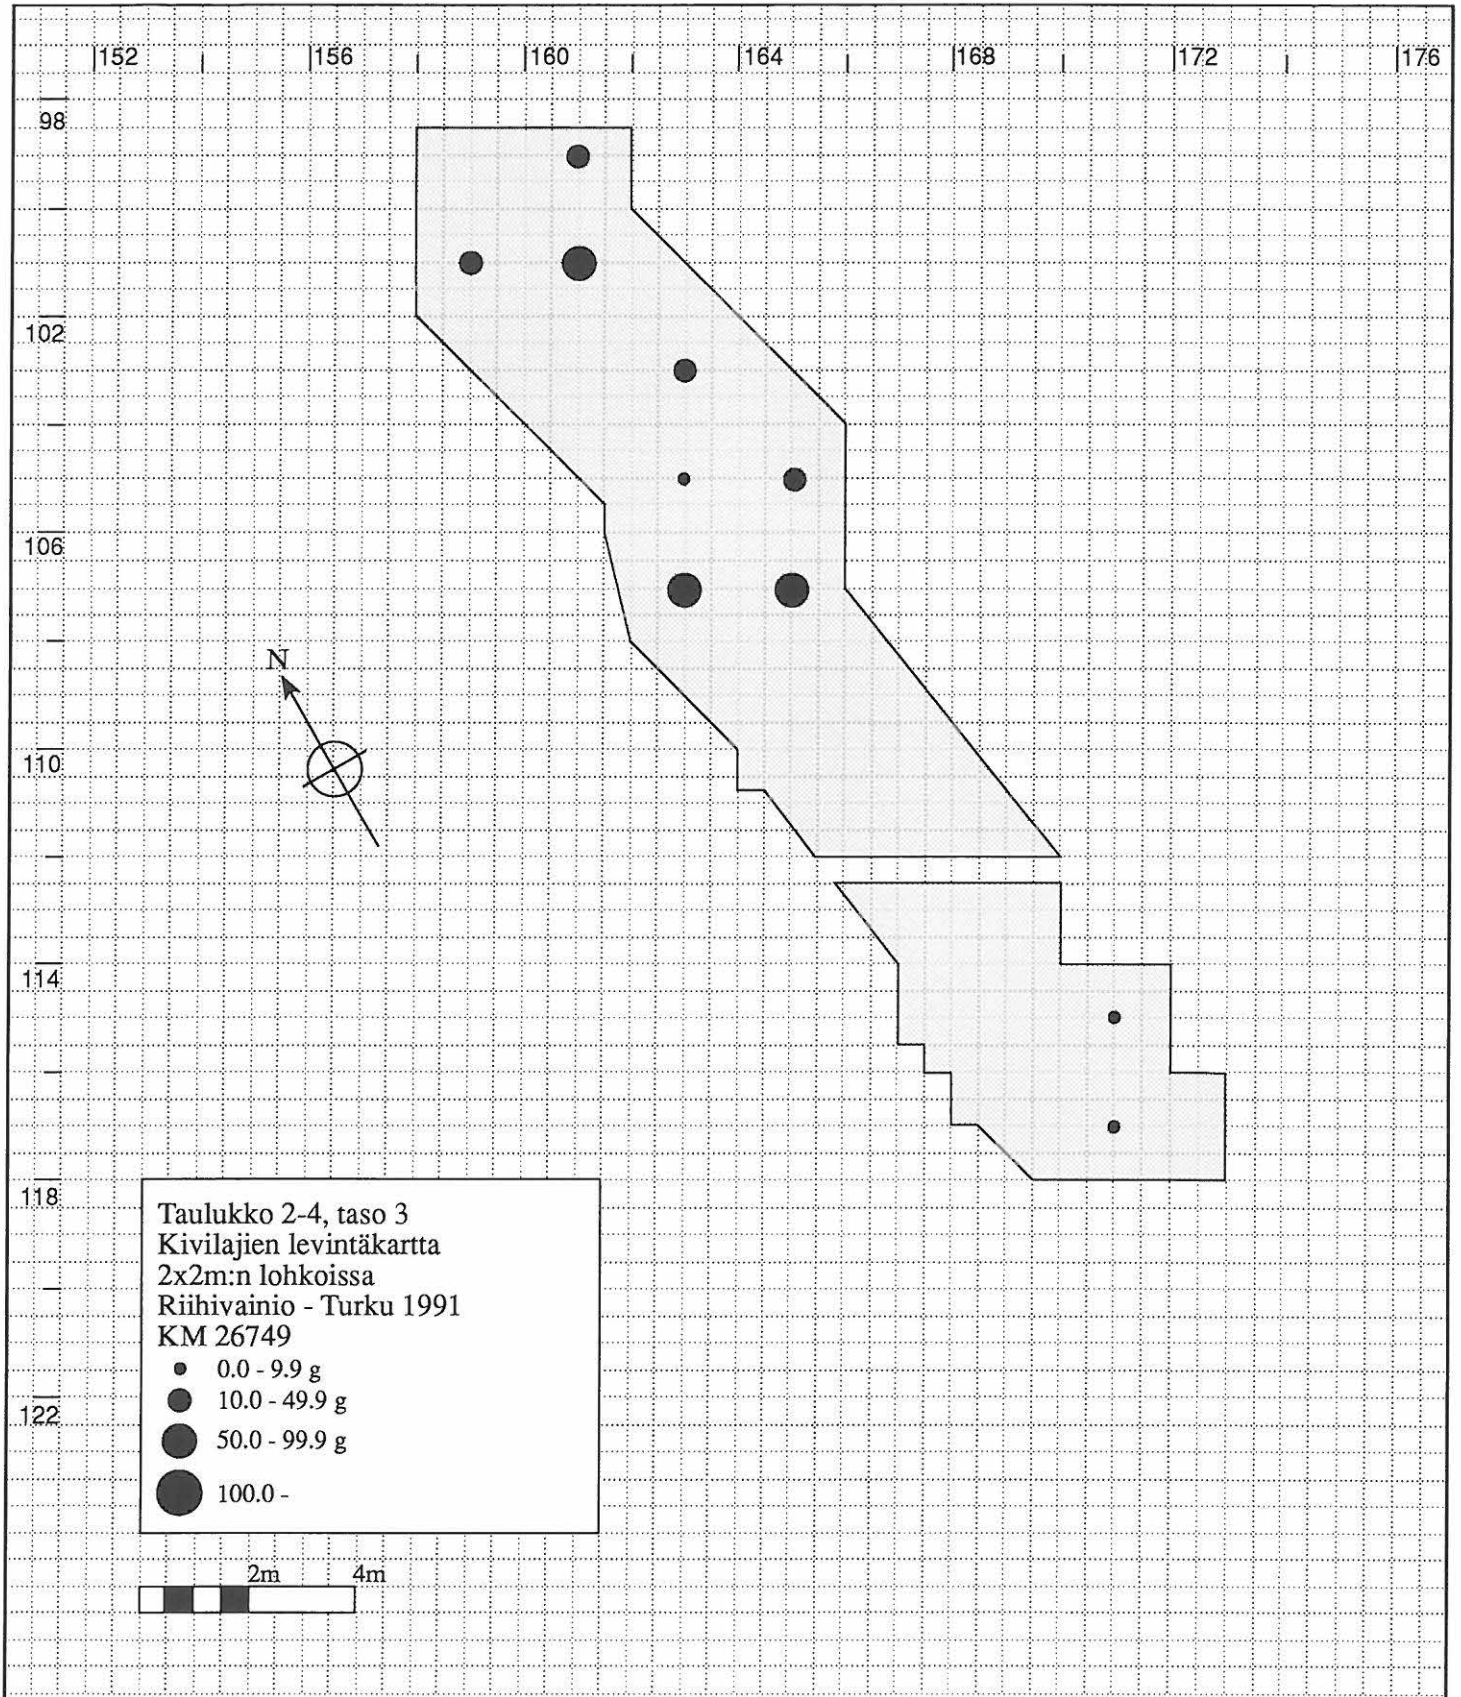 152 156 160 164 168 172 176
98
102
106
N
110
114
118
Taulukko 2-4, taso 3
Kivilajien levintäkartta
2x2m:n lohkoissa
Riihivainio - Turku 1991
KM 26749
0.0 - 9.9 g
10.0 - 49.9 g
122
50.0 - 99.9 g
100.0 -
2m 4m